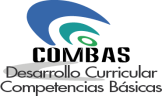 COMBAS
Desarrollo Curricular
Competencias Básicas